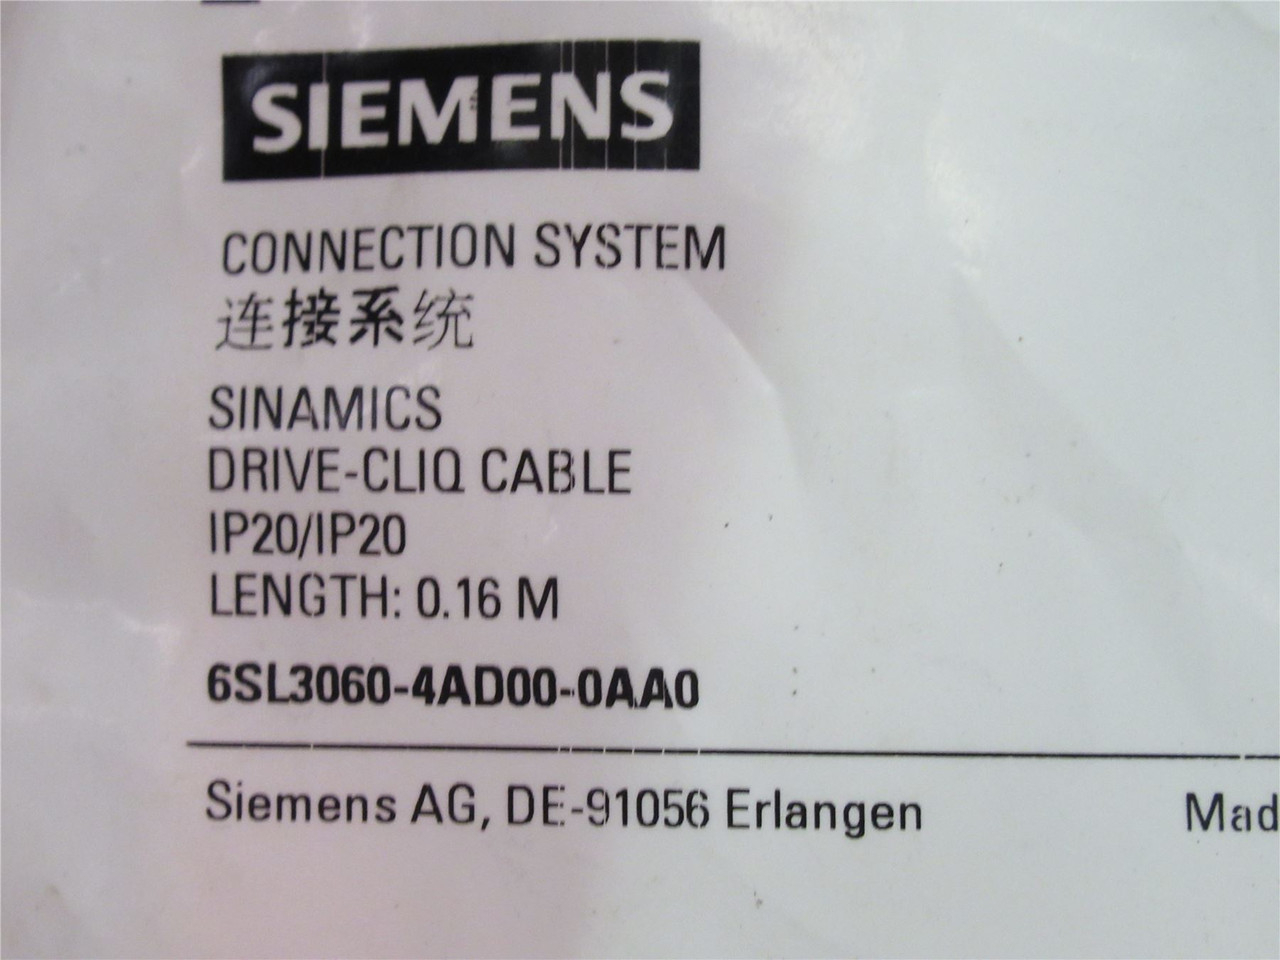 SIEMENS
CONNECTION SYSTEM
连接系统
SINAMICS
DRIVE-CLIQ CABLE
IP20/IP20
LENGTH: 0.16 M
6SL3060-4AD00-0AA0
Siemens AG, DE-91056 Erlangen
Mad